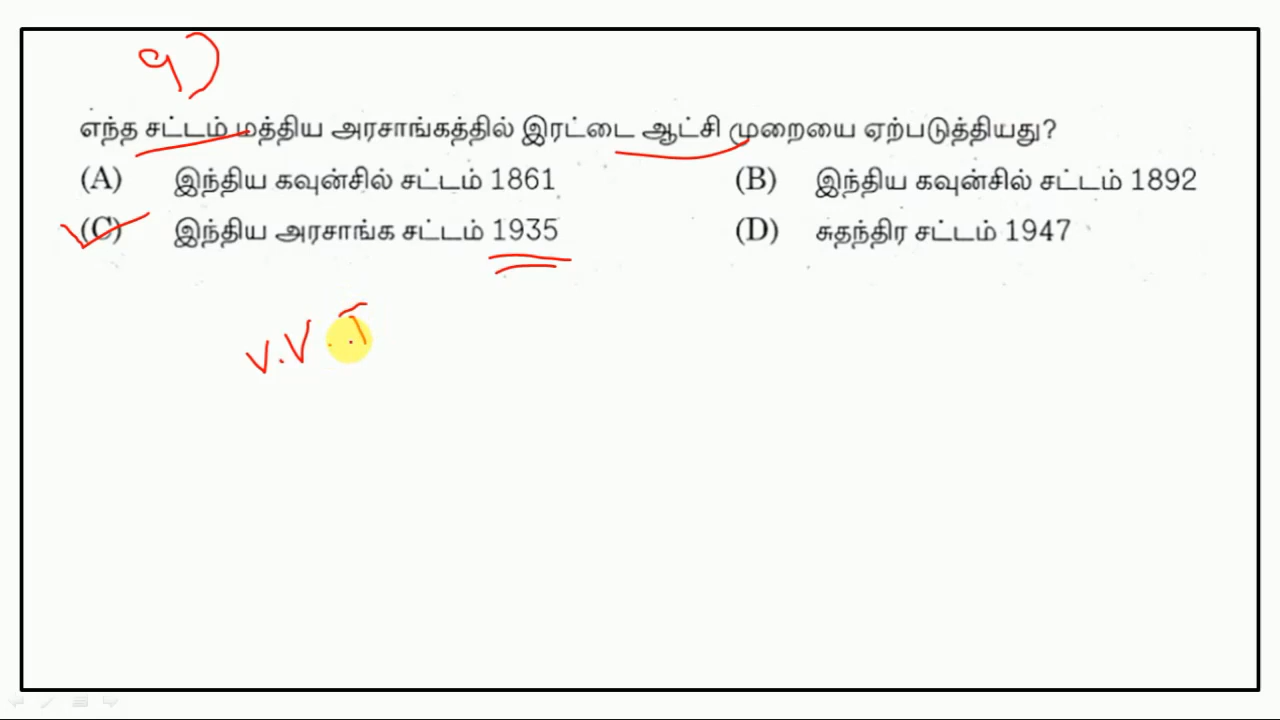 9)
எந்த சட்டம் மத்திய அரசாங்கத்தில் இரட்டை ஆட்சி முறையை ஏற்படுத்தியது?
(A) இந்திய கவுன்சில் சட்டம் 1861 (B) இந்திய கவுன்சில் சட்டம் 1892
(C) இந்திய அரசாங்க சட்டம் 1935 (D) சுதந்திர சட்டம் 1947
V.V